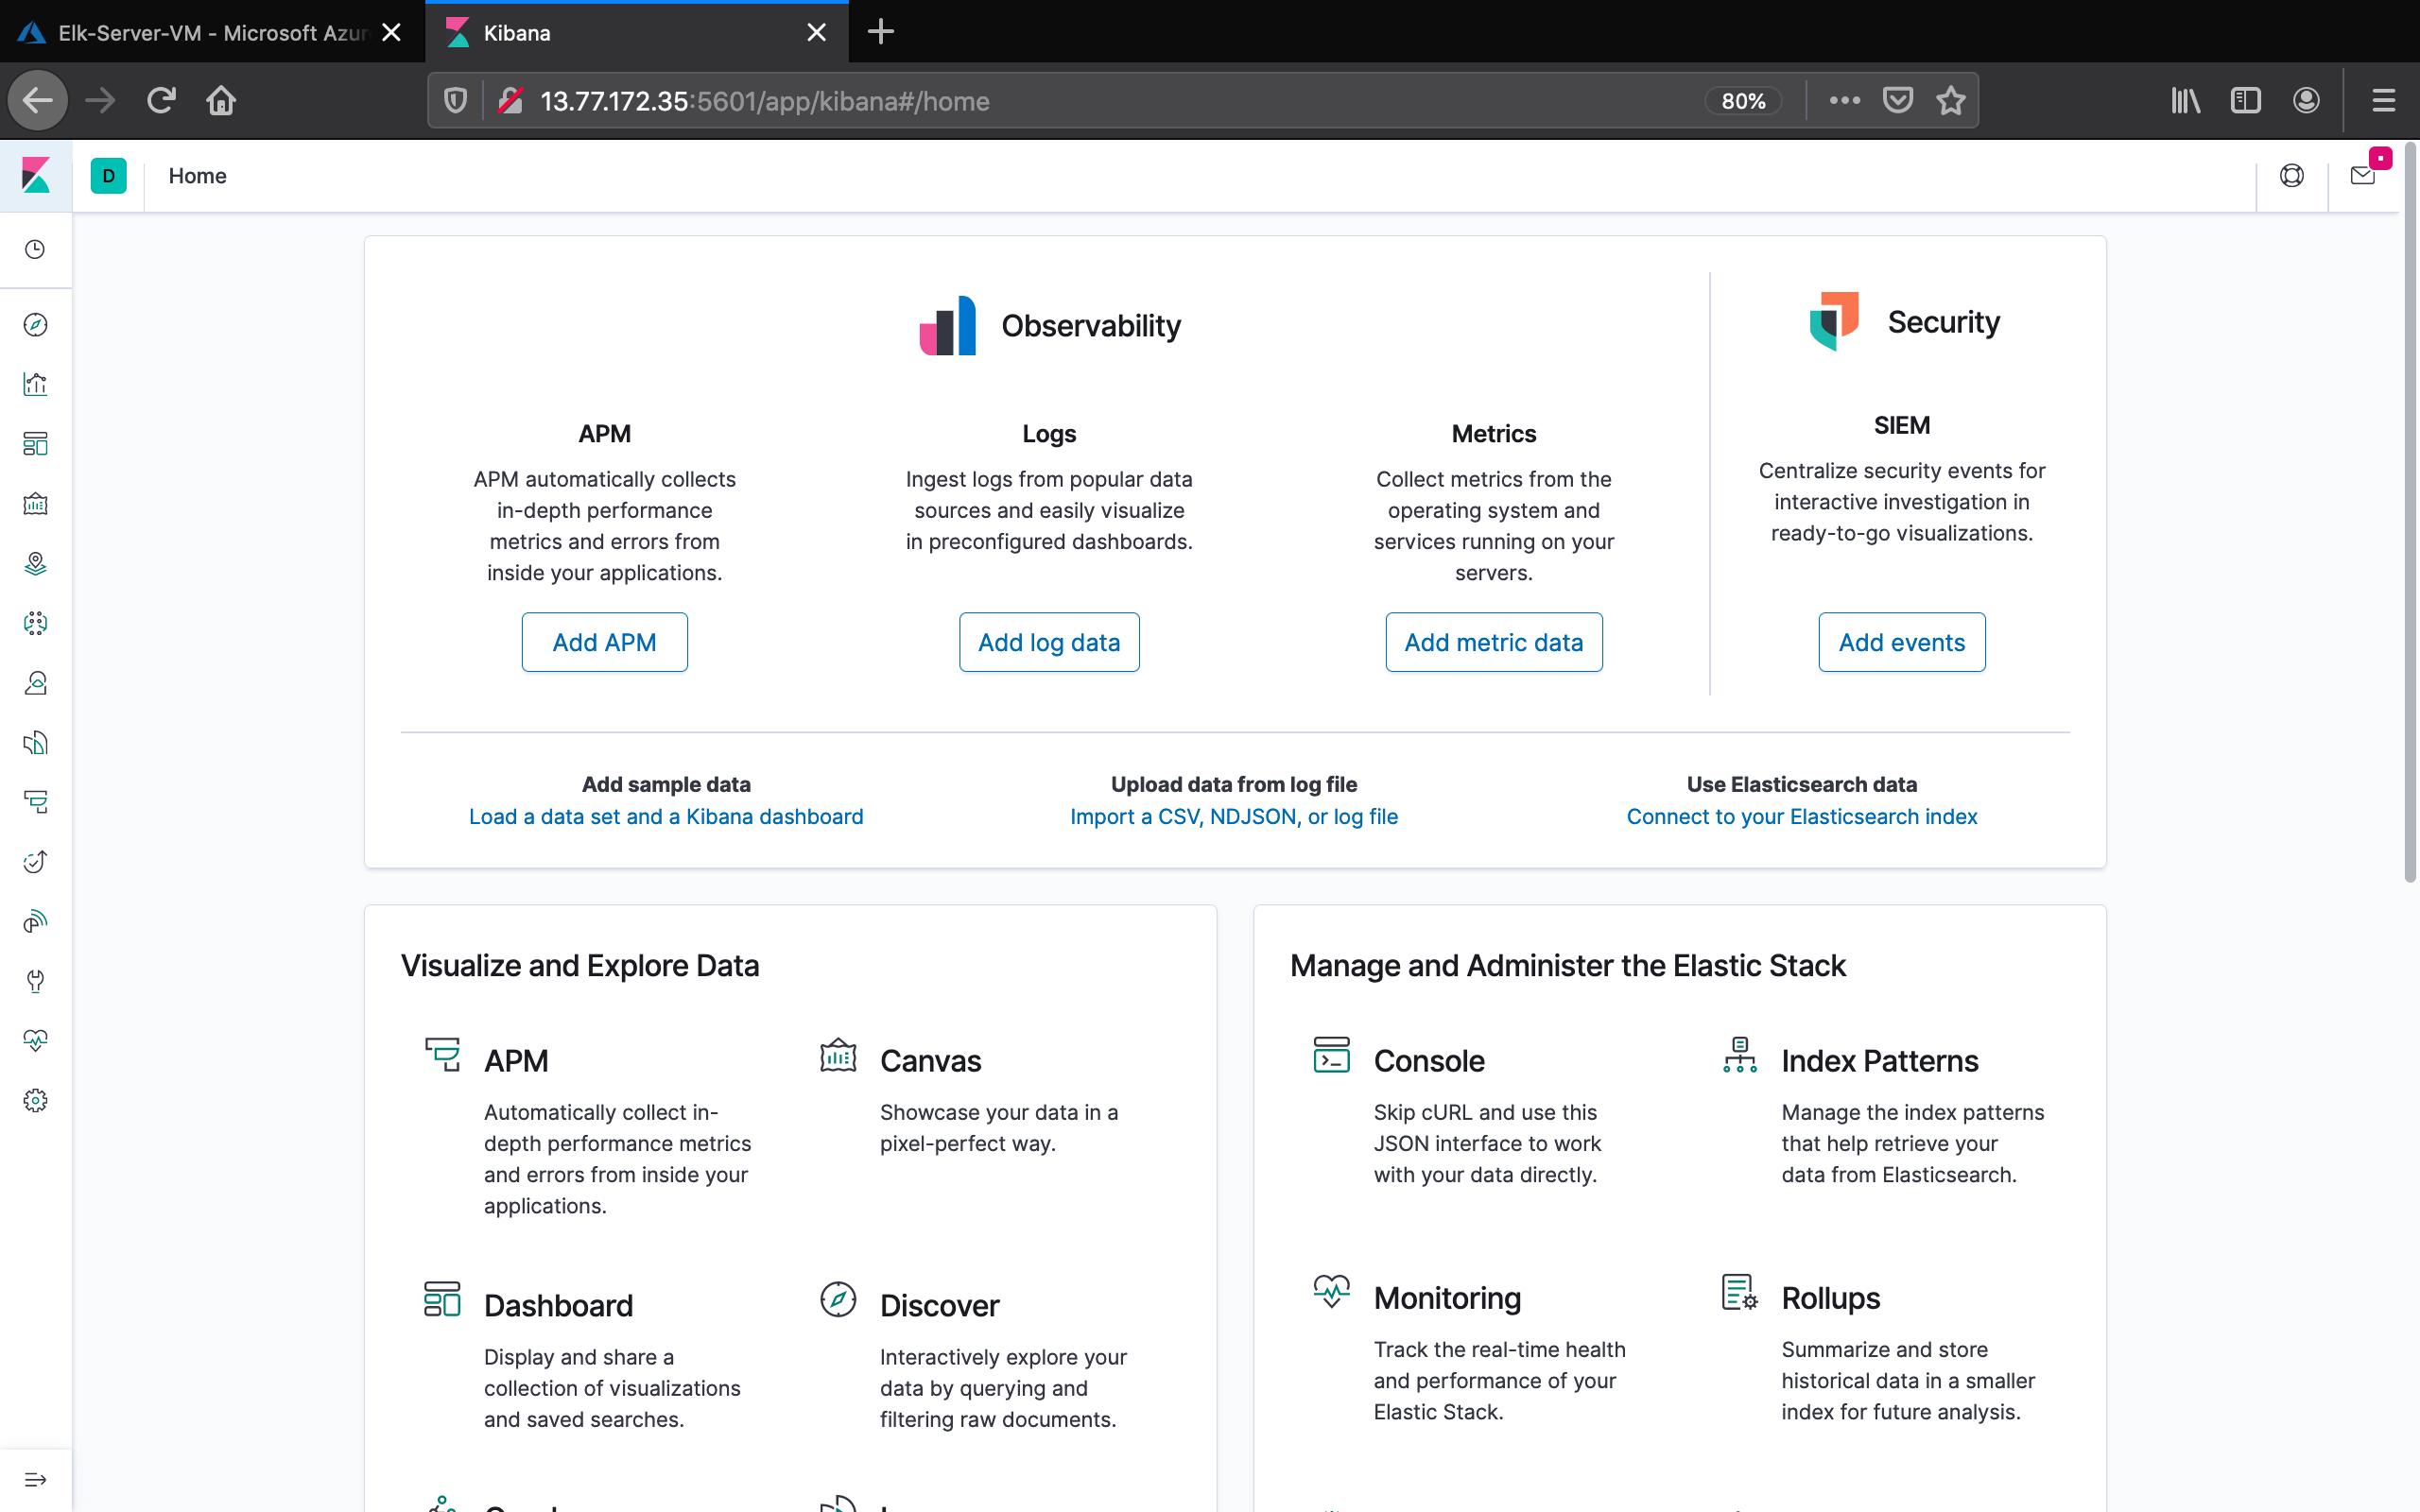 Elk-Server-VM - Microsoft Azur
Kibana
13.77.172.35:5601/app/kibana#/home
80%
D
Home
Observability
Security
APM
APM automatically collects
in-depth performance
metrics and errors from
inside your applications.
Add APM
Logs
Ingest logs from popular data
sources and easily visualize
in preconfigured dashboards.
Add log data
Metrics
Collect metrics from the
operating system and
services running on your
servers.
Add metric data
SIEM
Centralize security events for
interactive investigation in
ready-to-go visualizations.
Add events
Add sample data
Load a data set and a Kibana dashboard
Upload data from log file
Import a CSV, NDJSON, or log file
Use Elasticsearch data
Connect to your Elasticsearch index
Visualize and Explore Data
APM
Automatically collect in-
depth performance metrics
and errors from inside your
applications.
Canvas
Showcase your data in a
pixel-perfect way.
Dashboard
Display and share a
collection of visualizations
and saved searches.
Discover
Interactively explore your
data by querying and
filtering raw documents.
Manage and Administer the Elastic Stack
Console
Skip cURL and use this
JSON interface to work
with your data directly.
Index Patterns
Manage the index patterns
that help retrieve your
data from Elasticsearch.
Monitoring
Track the real-time health
and performance of your
Elastic Stack.
Rollups
Summarize and store
historical data in a smaller
index for future analysis.